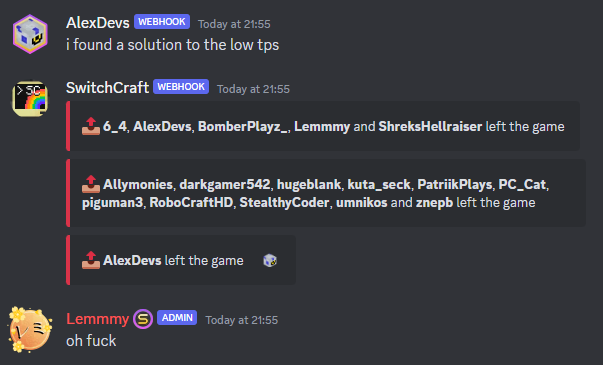 AlexDevs WEBHOOK Today at 21:55
i found a solution to the low tps
> SC
SwitchCraft WEBHOOK Today at 21:55
6_4, AlexDevs, BomberPlayz_, Lemmmy and ShreksHellraiser left the game
Allymonies, darkgamer542, hugeblank, kuta_seck, PatriikPlays, PC_Cat,
piguman3, RoboCraftHD, StealthyCoder, umnikos and znepb left the game
AlexDevs left the game
Lemmmy S ADMIN Today at 21:55
oh fuck